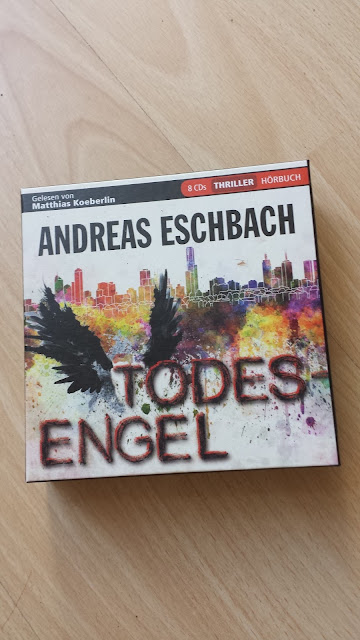 Gelesen von
Matthias Koeberlin
8 CDs THRILLER HÖRBUCH
ANDREAS ESCHBACH
TODES
ENGEL